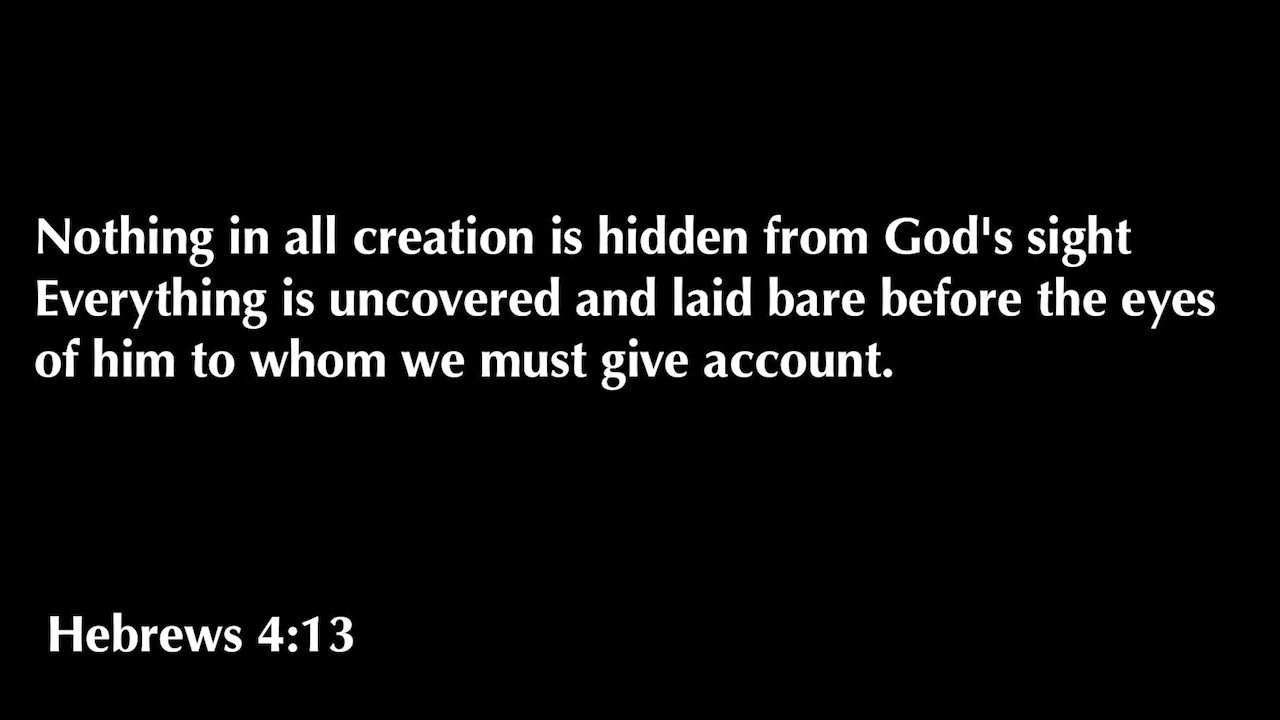 Nothing in all creation is hidden from God's sight
Everything is uncovered and laid bare before the eyes
of him to whom we must give account.
Hebrews 4:13